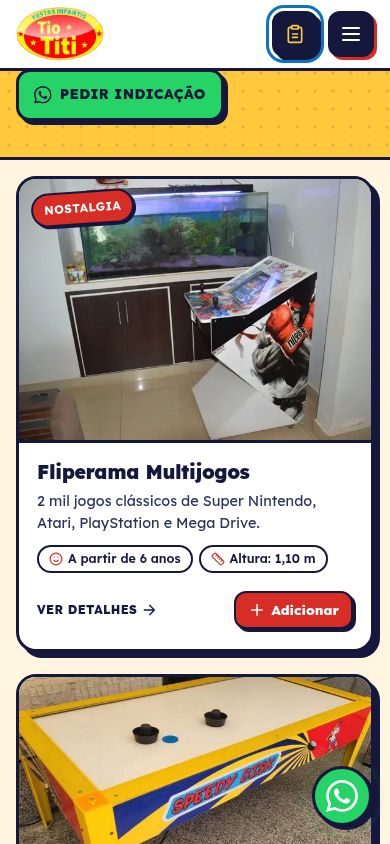 FESTAS INFANTIS
Tio
Titi
PEDIR INDICAÇÃO
NOSTALGIA
Fliperama Multijogos
2 mil jogos clássicos de Super Nintendo,
Atari, PlayStation e Mega Drive.
A partir de 6 anos
Altura: 1,10 m
VER DETALHES
Adicionar
SPEEDY DISK